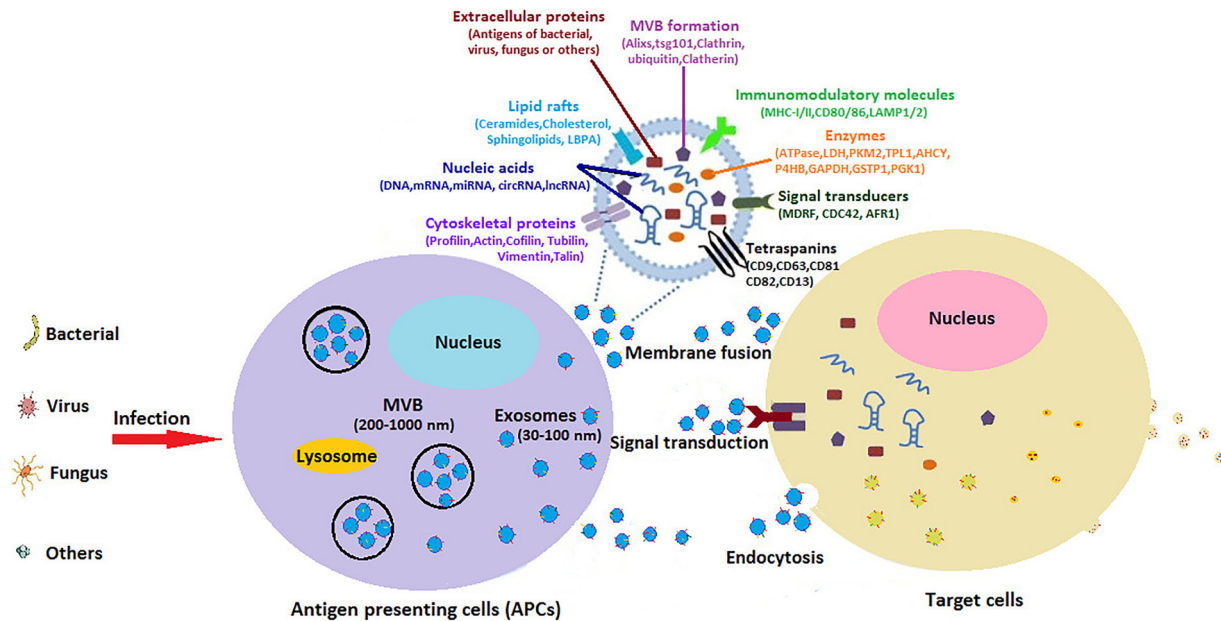 Extracellular proteins
(Antigens of bacterial,
virus, fungus or others)
MVB formation
(Alixs,tsg101,Clathrin,
ubiquitin,Clatherin)
Lipid rafts
(Ceramides,Cholesterol,
Sphingolipids, LBPA)
Immunomodulatory molecules
(MHC-I/II,CD80/86,LAMP1/2)
Enzymes
(ATPase,LDH,PKM2,TPL1,AHCY,
P4HB,GAPDH,GSTP1,PGK1)
Nucleic acids
(DNA,mRNA,miRNA, circRNA,lncRNA)
Signal transducers
(MDRF, CDC42, AFR1)
Cytoskeletal proteins
(Profilin,Actin,Cofilin, Tubilin,
Vimentin,Talin)
Tetraspanins
(CD9,CD63,CD81
CD82,CD13)
Bacterial
Virus
Fungus
Others
Infection
Nucleus
MVB
(200-1000 nm)
Exosomes
(30-100 nm)
Lysosome
Membrane fusion
Signal transduction
Endocytosis
Nucleus
Antigen presenting cells (APCs)
Target cells